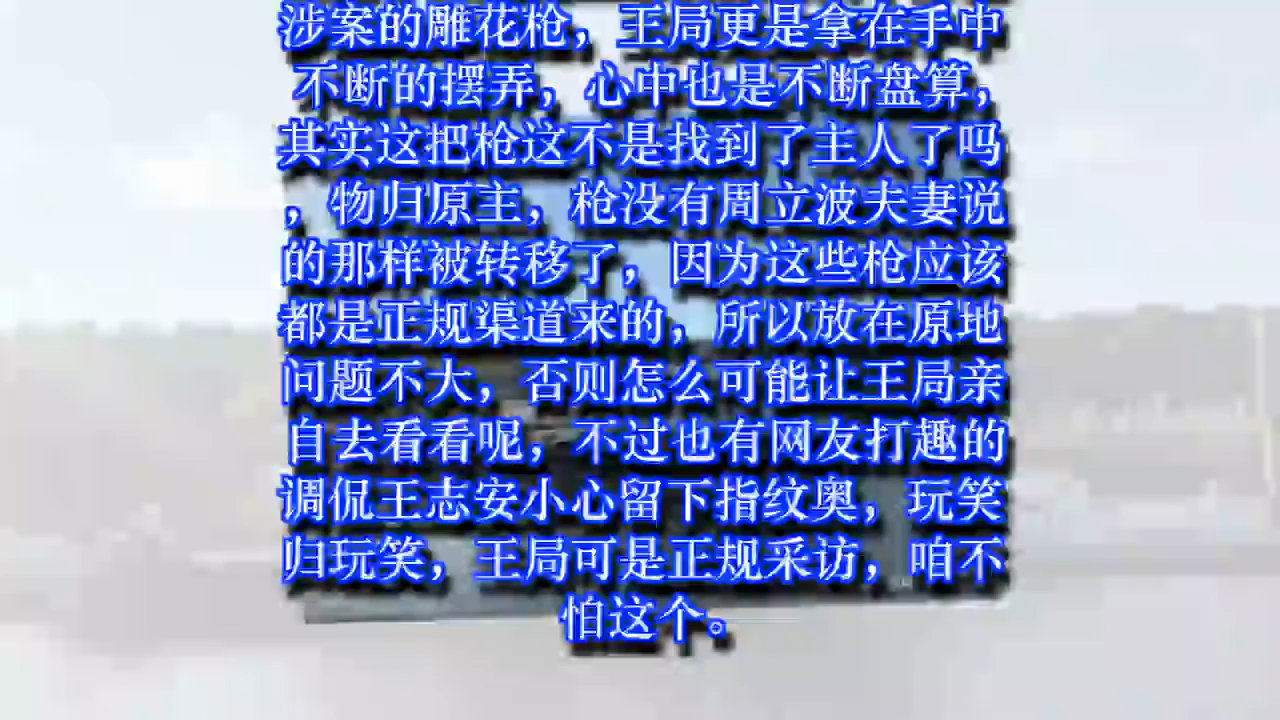 涉案的雕花枪，王局更是拿在手中
不断的摆弄，心中也是不断盘算，
其实这把枪这不是找到了主人了吗
，物归原主，枪没有周立波夫妻说
的那样被转移了，因为这些枪应该
都是正规渠道来的，所以放在原地
问题不大，否则怎么可能让王局亲
自去看看呢，不过也有网友打趣的
调侃王志安小心留下指纹奥，玩笑
归玩笑，王局可是正规采访，咱不
怕这个。